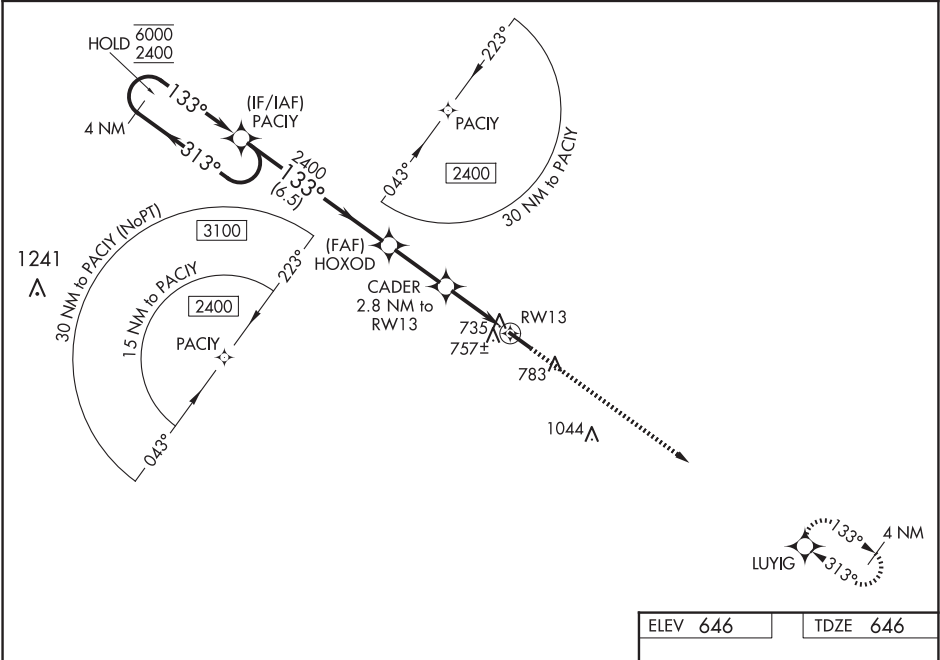 HOLD 6000
2400
133°
313°
4 NM
(IF/IAF)
PACIY
2400
133°
(6.5)
(FAF)
HOXOD
CADER
2.8 NM to
RW13
RW13
735
757±
783
1044
223°
PACIY
043°
2400
30 NM to PACIY
1241
30 NM to PACIY (NoPT)
3100
15 NM to PACIY
2400
223°
PACIY
043°
LUYIG
133°
313°
4 NM
ELEV 646
TDZE 646